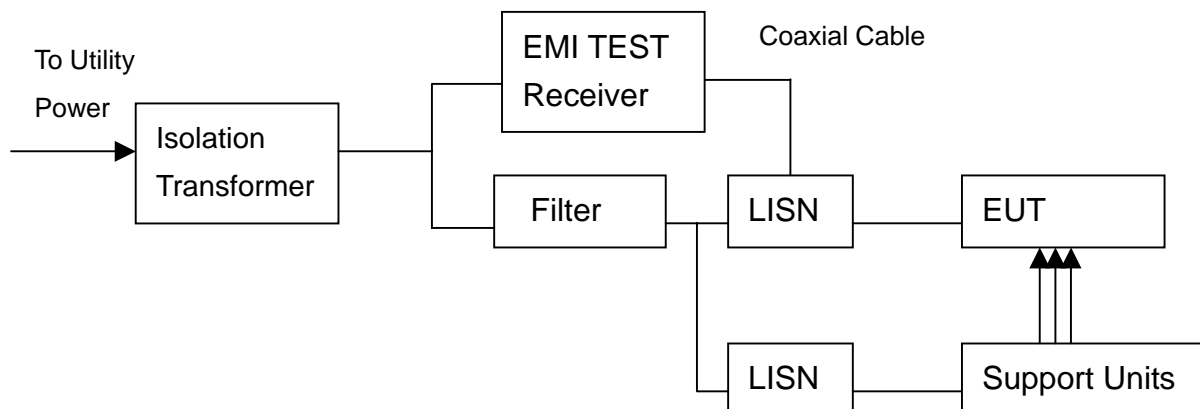 To Utility
Power
Isolation
Transformer
EMI TEST
Receiver
Coaxial Cable
Filter
LISN
EUT
LISN
Support Units